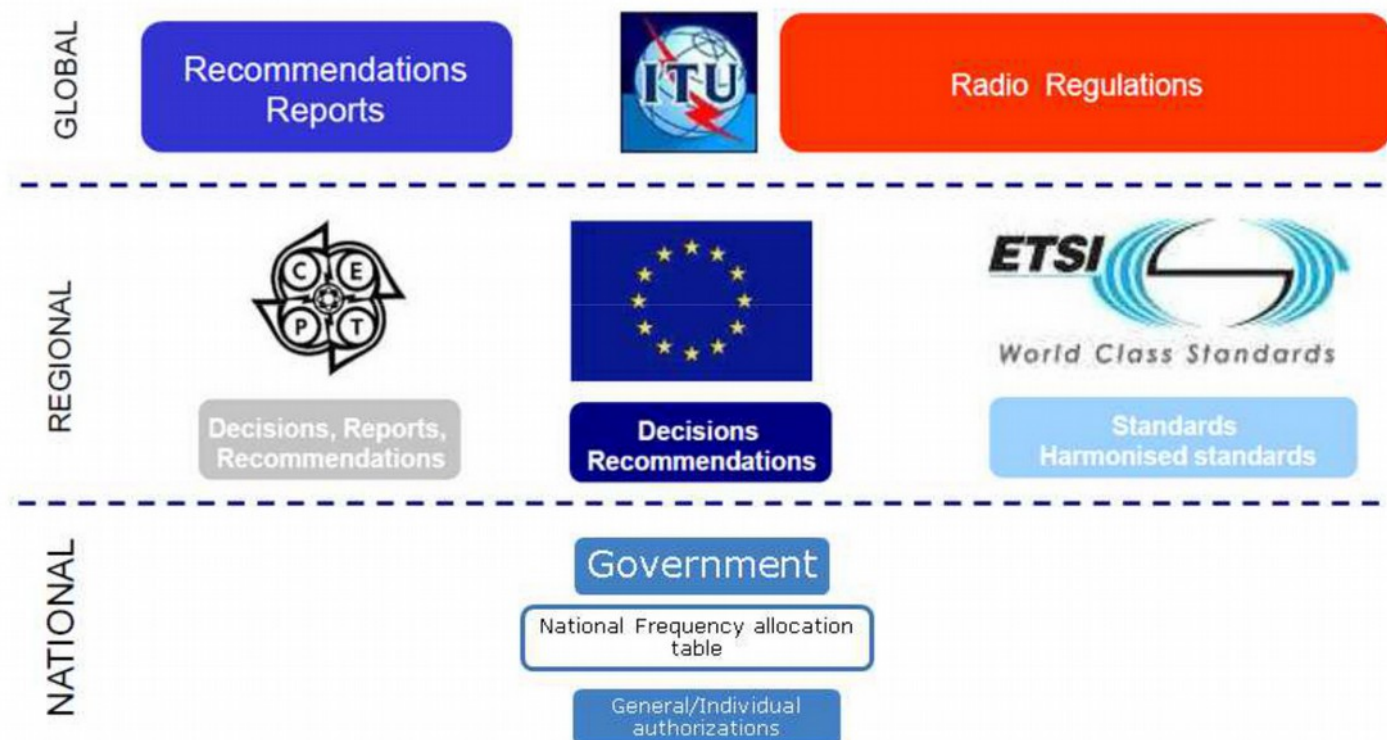 GLOBAL
Recommendations
Reports
ITU
Radio Regulations
REGIONAL
C E
P T
ETSI
World Class Standards
Decisions, Reports,
Recommendations
Decisions
Recommendations
Standards
Harmonised standards
NATIONAL
Government
National Frequency allocation
table
General/Individual
authorizations